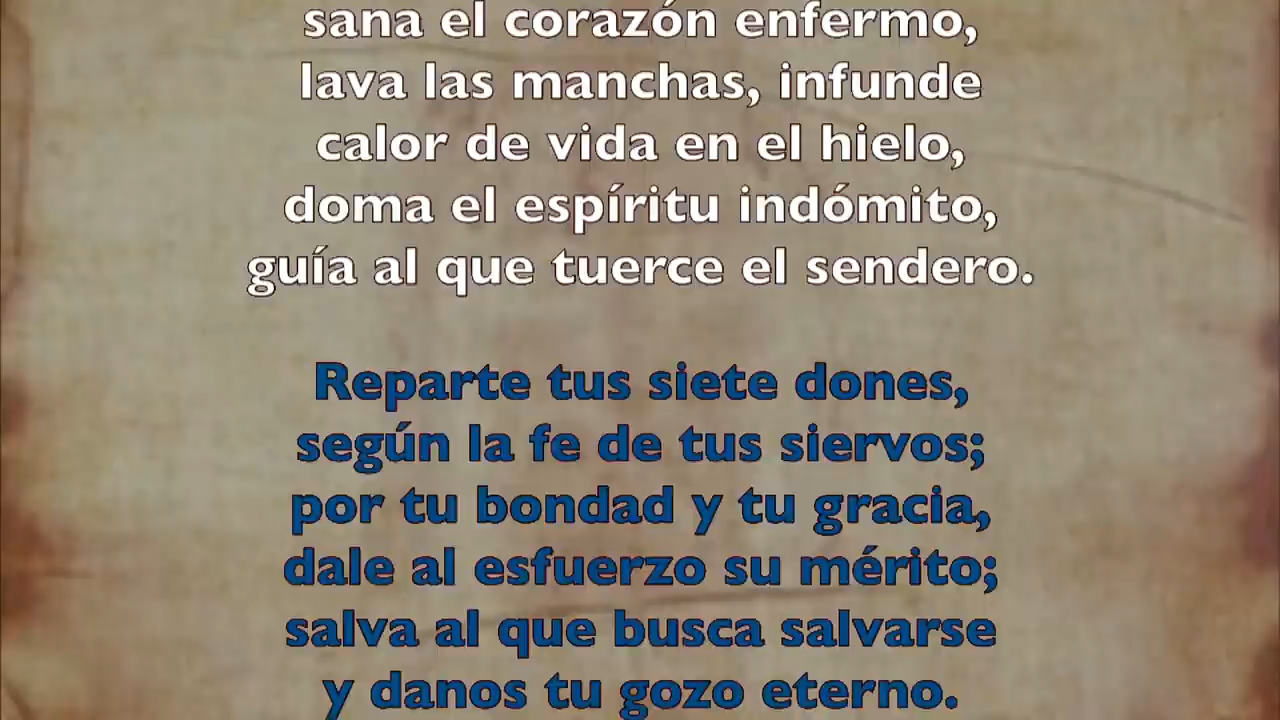 sana el corazón enfermo,
lava las manchas, infunde
calor de vida en el hielo,
doma el espíritu indómito,
guía al que tuerce el sendero.
Reparte tus siete dones,
según la fe de tus siervos;
por tu bondad y tu gracia,
dale al esfuerzo su mérito;
salva al que busca salvarse
y danos tu gozo eterno.